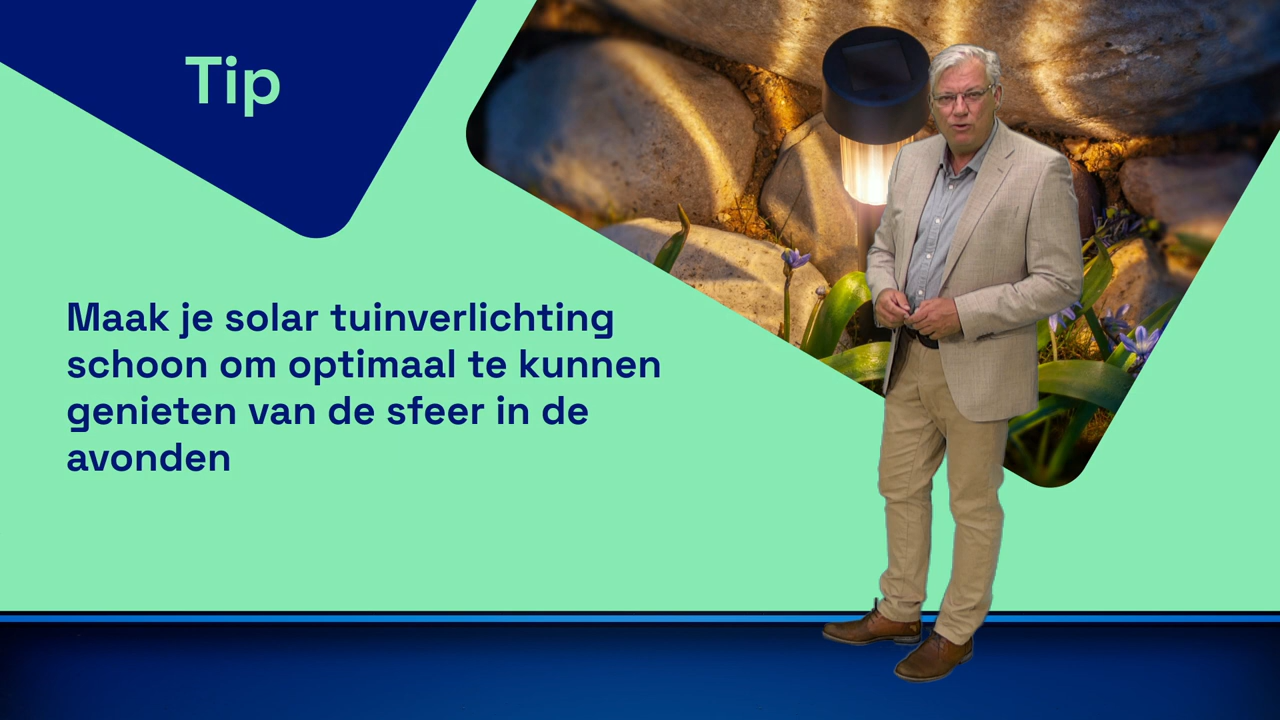 Tip
Maak je solar tuinverlichting
schoon om optimaal te kunnen
genieten van de sfeer in de
avonden